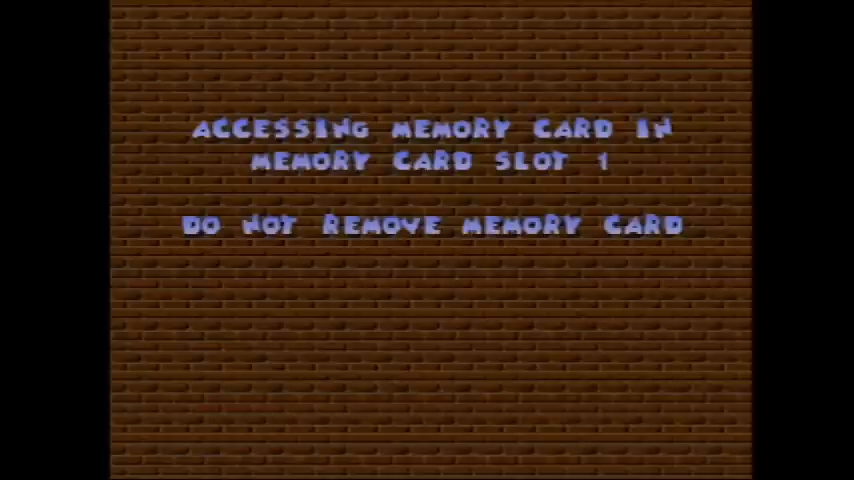 ACCESSING MEMORY CARD IN
MEMORY CARD SLOT 1
DO NOT REMOVE MEMORY CARD